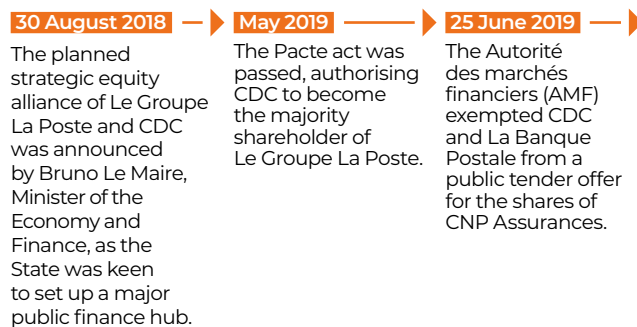 30 August 2018
The planned
strategic equity
alliance of Le Groupe
La Poste and CDC
was announced
by Bruno Le Maire,
Minister of the
Economy and
Finance, as the
State was keen
to set up a major
public finance hub.
May 2019
The Pacte act was
passed, authorising
CDC to become
the majority
shareholder of
Le Groupe La Poste.
25 June 2019
The Autorité
des marchés
financiers (AMF)
exempted CDC
and La Banque
Postale from a
public tender offer
for the shares of
CNP Assurances.